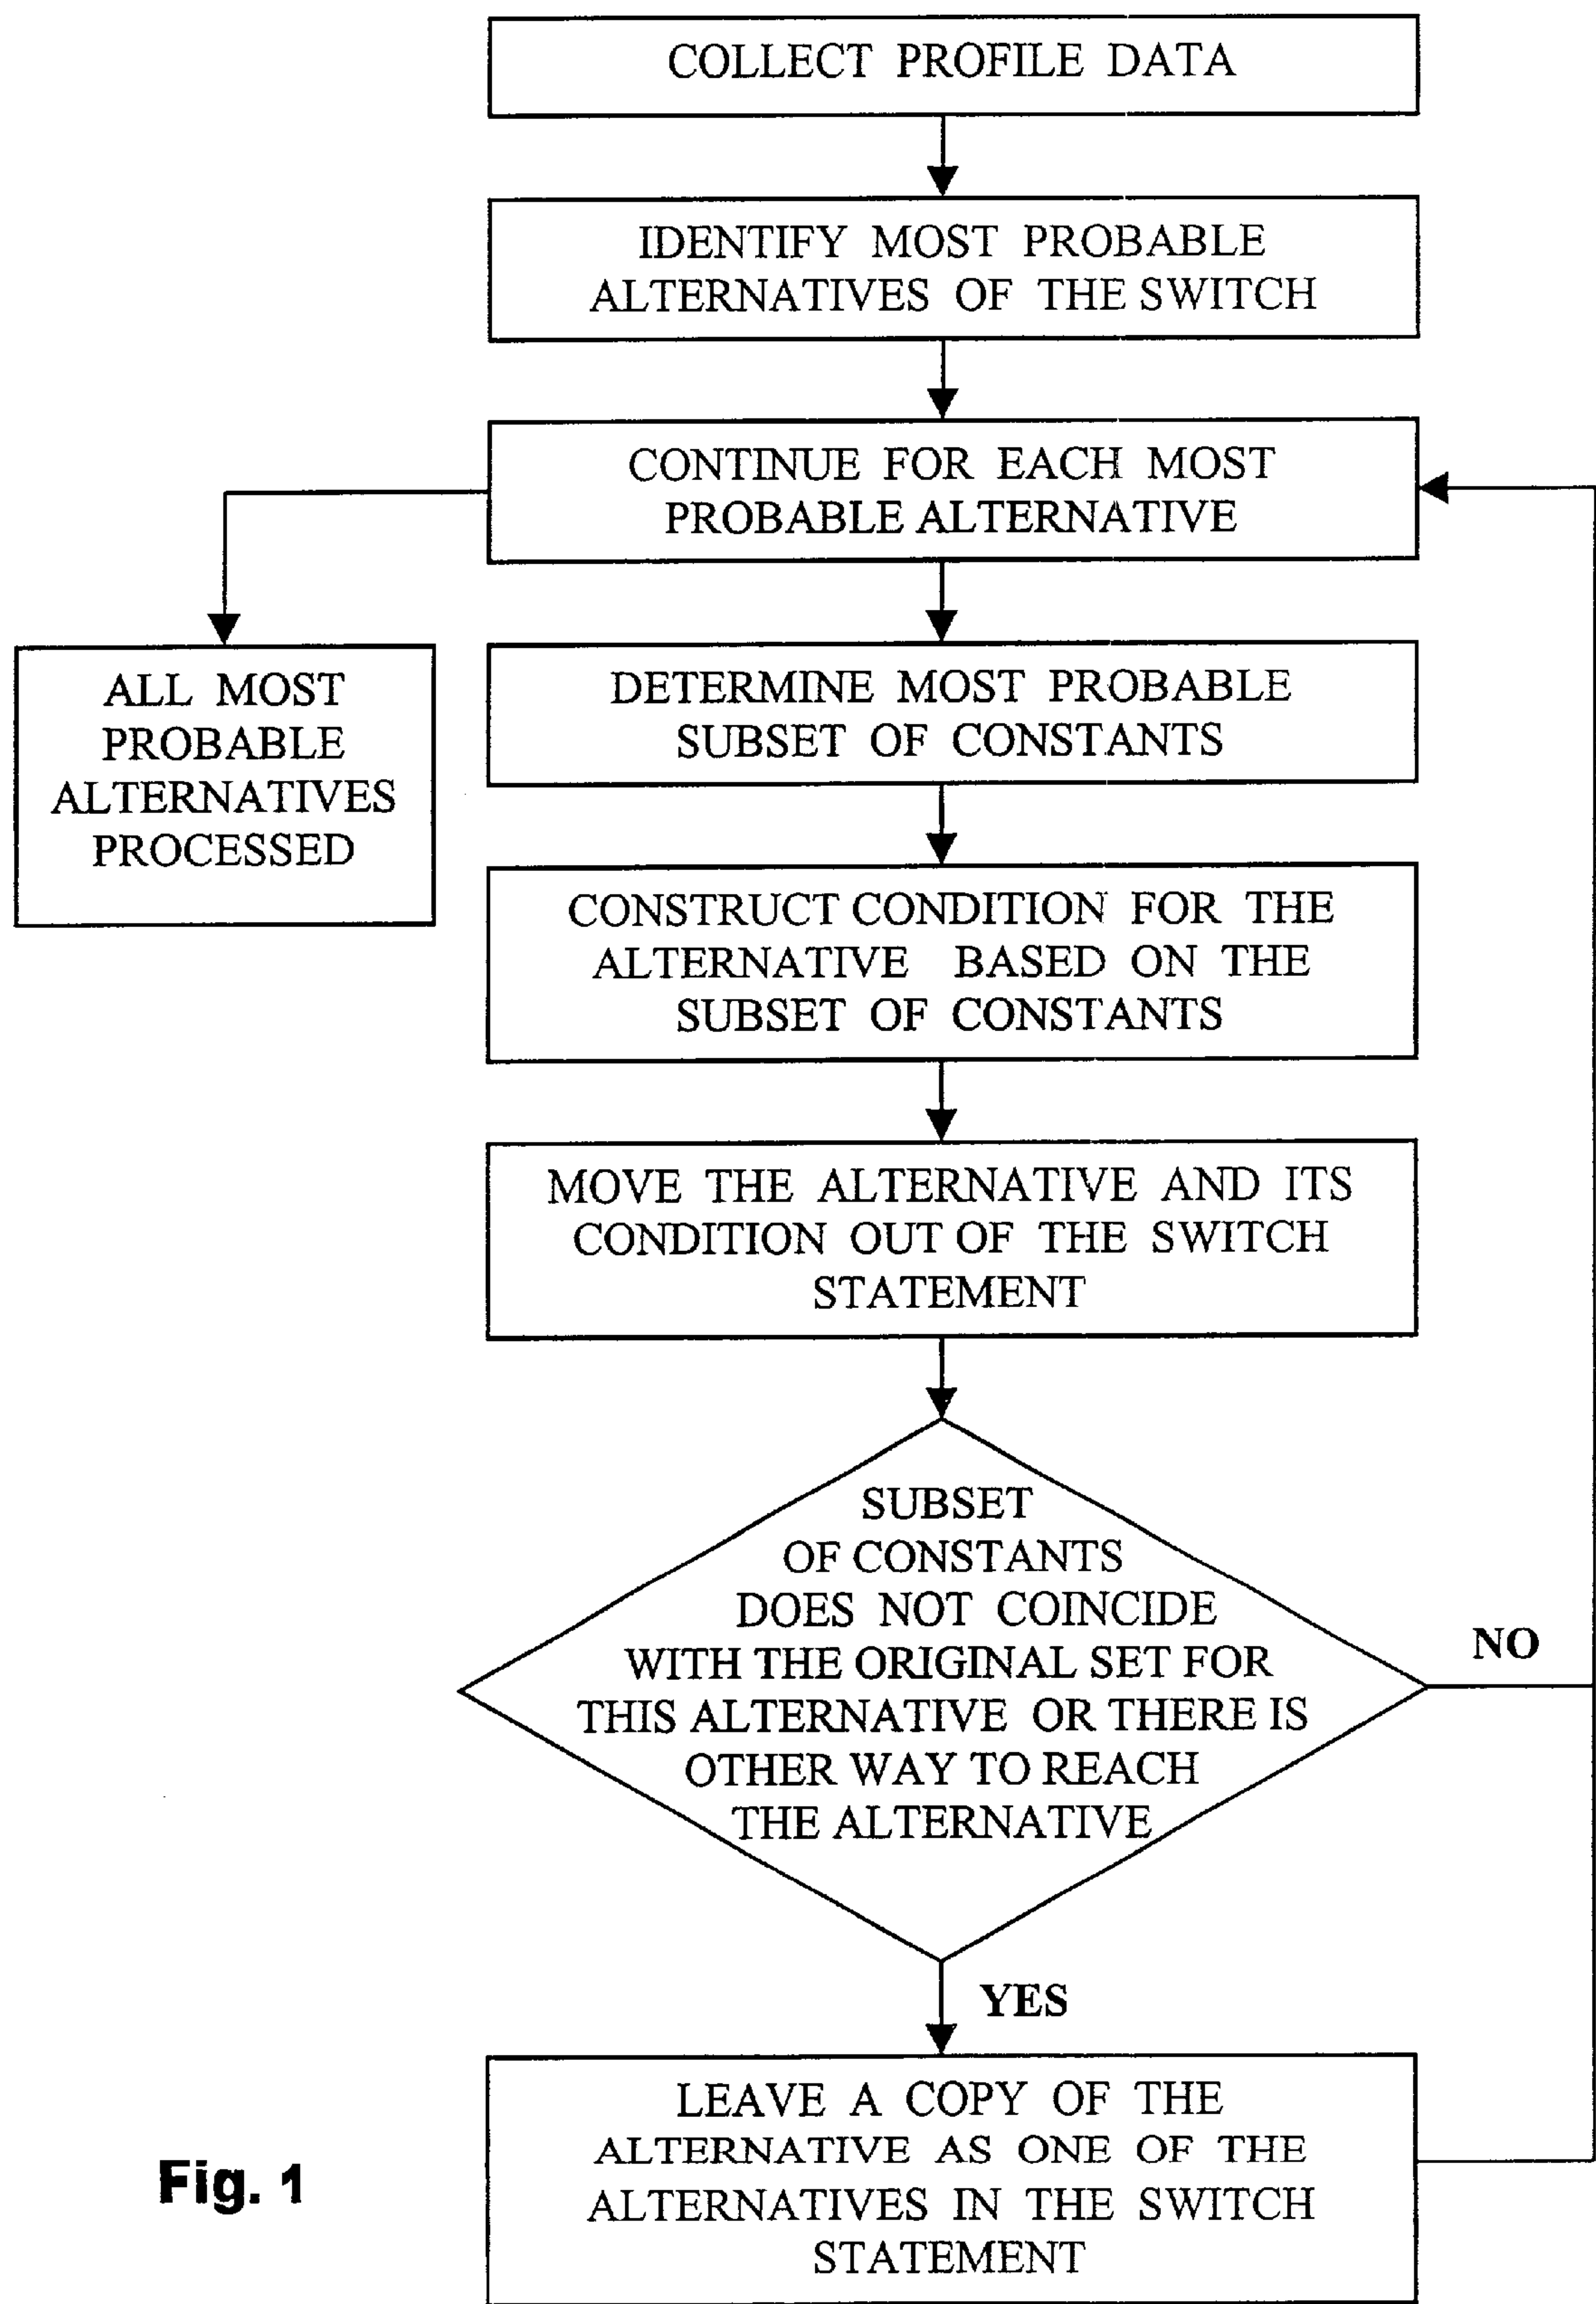 COLLECT PROFILE DATA
IDENTIFY MOST PROBABLE
ALTERNATIVES OF THE SWITCH
CONTINUE FOR EACH MOST
PROBABLE ALTERNATIVE
ALL MOST
PROBABLE
ALTERNATIVES
PROCESSED
DETERMINE MOST PROBABLE
SUBSET OF CONSTANTS
CONSTRUCT CONDITION FOR THE
ALTERNATIVE BASED ON THE
SUBSET OF CONSTANTS
MOVE THE ALTERNATIVE AND ITS
CONDITION OUT OF THE SWITCH
STATEMENT
SUBSET
OF CONSTANTS
DOES NOT COINCIDE
WITH THE ORIGINAL SET FOR
THIS ALTERNATIVE OR THERE IS
OTHER WAY TO REACH
THE ALTERNATIVE
NO
YES
LEAVE A COPY OF THE
ALTERNATIVE AS ONE OF THE
ALTERNATIVES IN THE SWITCH
STATEMENT
Fig. 1